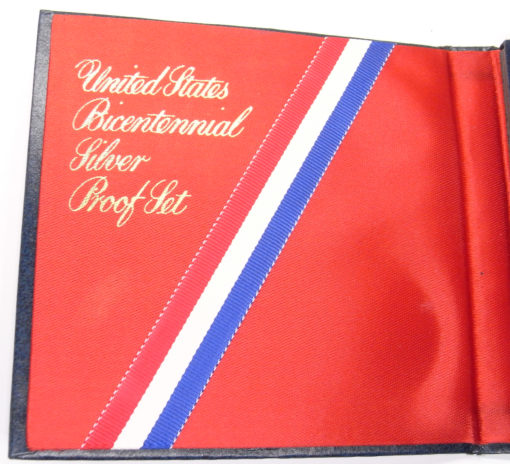 United States
Bicentennial
Silver
Proof Set